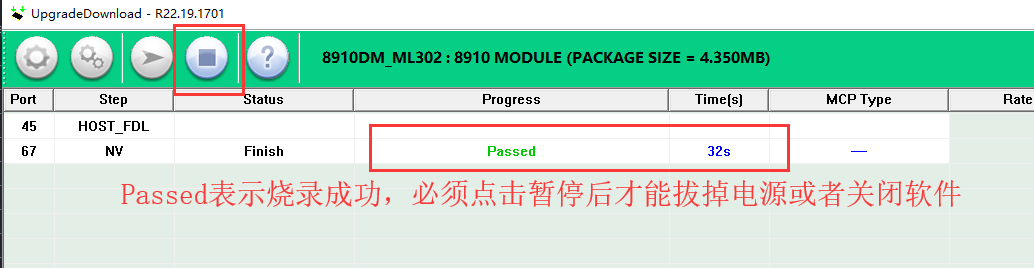 UpgradeDownload - R22.19.1701
?
8910DM_ML302 : 8910 MODULE (PACKAGE SIZE = 4.350MB)
Port Step Status Progress Time(s) MCP Type Rate
45 HOST_FDL
67 NV Finish Passed 32s —
Passed表示烧录成功，必须点击暂停后才能拔掉电源或者关闭软件